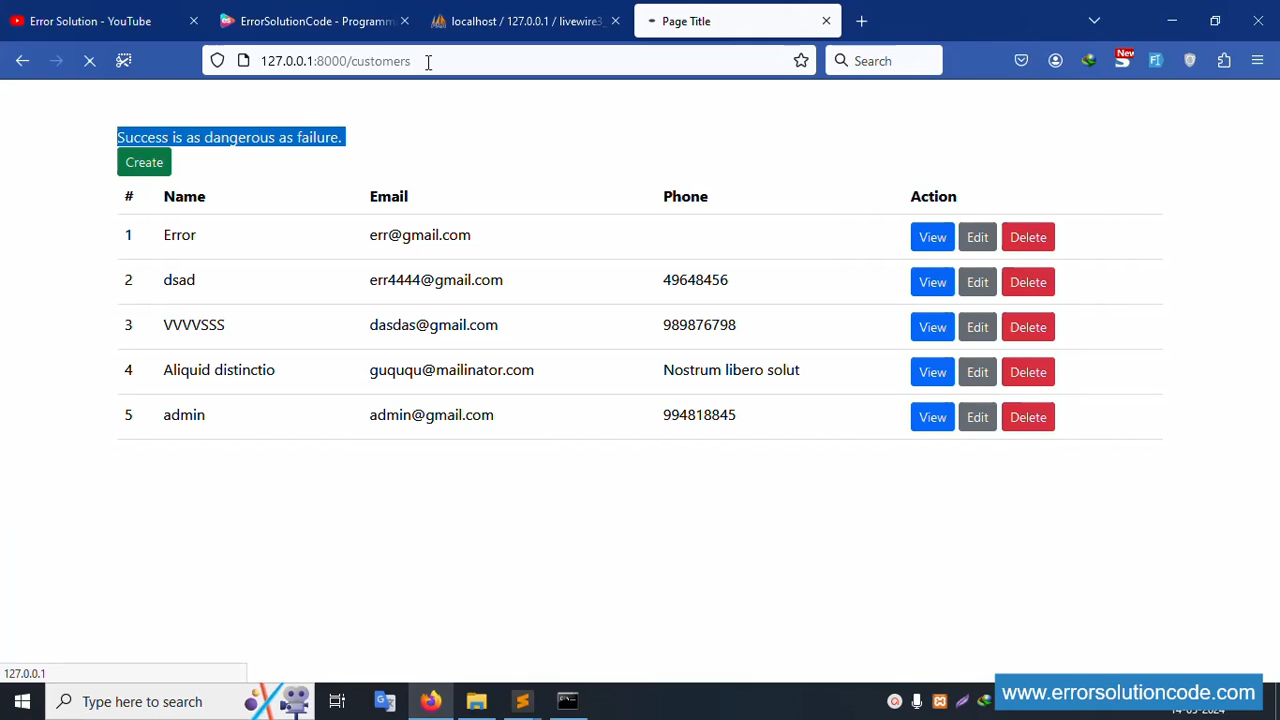 Error Solution - YouTube
ErrorSolutionCode - Programm
localhost / 127.0.0.1 / livewire3_
Page Title
127.0.0.1:8000/customers
Search
New
Success is as dangerous as failure.
Create
# Name Email Phone Action
1 Error err@gmail.com View Edit Delete
2 dsad err4444@gmail.com 49648456 View Edit Delete
3 VVVVSSS dasdas@gmail.com 989876798 View Edit Delete
4 Aliquid distinctio guququ@mailinator.com Nostrum libero solut View Edit Delete
5 admin admin@gmail.com 994818845 View Edit Delete
127.0.0.1
Type here to search
www.errorsolutioncode.com